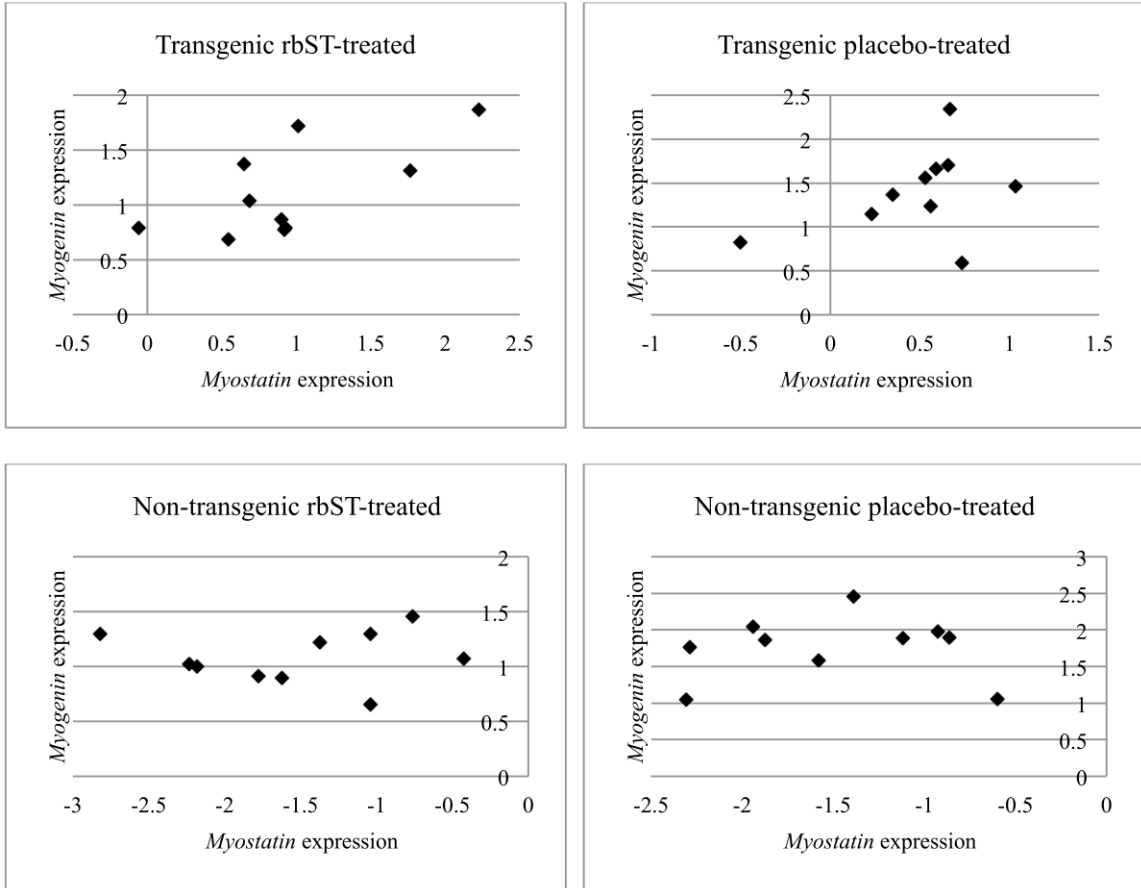 Transgenic rbST-treated
Myogenin expression
2
1.5
1
0.5
0
-0.5 0 0.5 1 1.5 2 2.5
Myostatin expression
Transgenic placebo-treated
Myogenin expression
2.5
2
1.5
1
0.5
0
-1 -0.5 0 0.5 1 1.5
Myostatin expression
Non-transgenic rbST-treated
Myogenin expression
2
1.5
1
0.5
0
-3 -2.5 -2 -1.5 -1 -0.5 0
Myostatin expression
Non-transgenic placebo-treated
Myogenin expression
3
2.5
2
1.5
1
0.5
0
-2.5 -2 -1.5 -1 -0.5 0
Myostatin expression